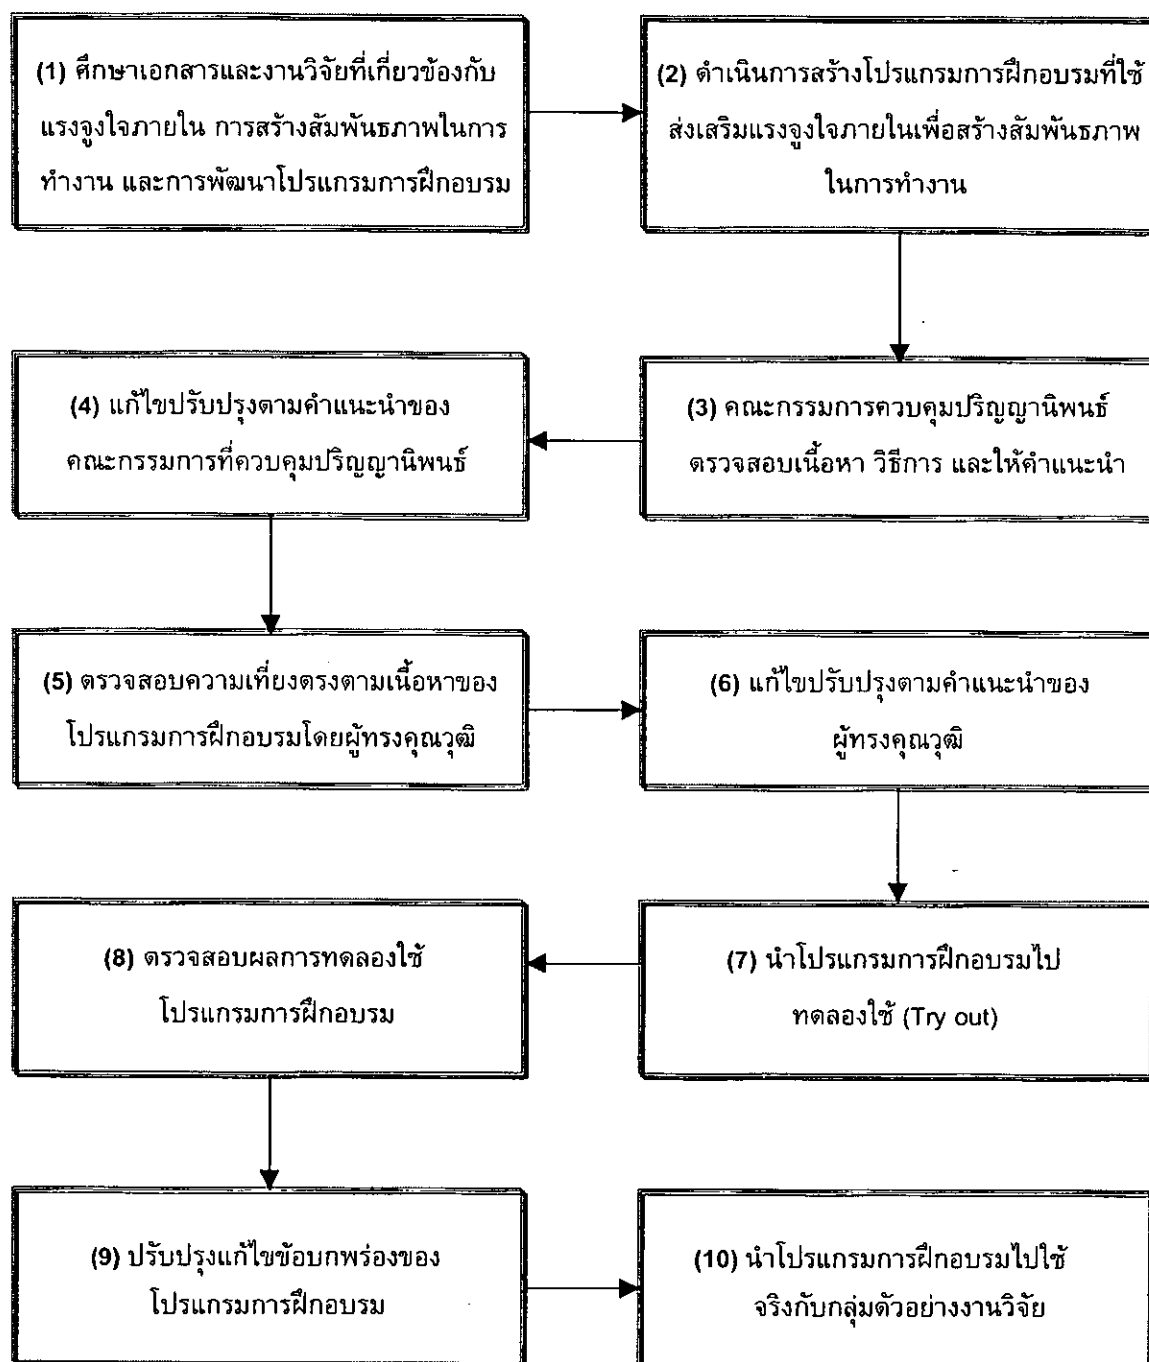 (1) ศึกษาเอกสารและงานวิจัยที่เกี่ยวข้องกับ
แรงจูงใจภายใน การสร้างสัมพันธภาพในการ
ทำงาน และการพัฒนาโปรแกรมการฝึกอบรม
(2) ดำเนินการสร้างโปรแกรมการฝึกอบรมที่ใช้
ส่งเสริมแรงจูงใจภายในเพื่อสร้างสัมพันธภาพ
ในการทำงาน
(3) คณะกรรมการควบคุมปริญญานิพนธ์
ตรวจสอบเนื้อหา วิธีการ และให้คำแนะนำ
(4) แก้ไขปรับปรุงตามคำแนะนำของ
คณะกรรมการที่ควบคุมปริญญานิพนธ์
(5) ตรวจสอบความเที่ยงตรงตามเนื้อหาของ
โปรแกรมการฝึกอบรมโดยผู้ทรงคุณวุฒิ
(6) แก้ไขปรับปรุงตามคำแนะนำของ
ผู้ทรงคุณวุฒิ
(7) นำโปรแกรมการฝึกอบรมไป
ทดลองใช้ (Try out)
(8) ตรวจสอบผลการทดลองใช้
โปรแกรมการฝึกอบรม
(9) ปรับปรุงแก้ไขข้อบกพร่องของ
โปรแกรมการฝึกอบรม
(10) นำโปรแกรมการฝึกอบรมไปใช้
จริงกับกลุ่มตัวอย่างงานวิจัย